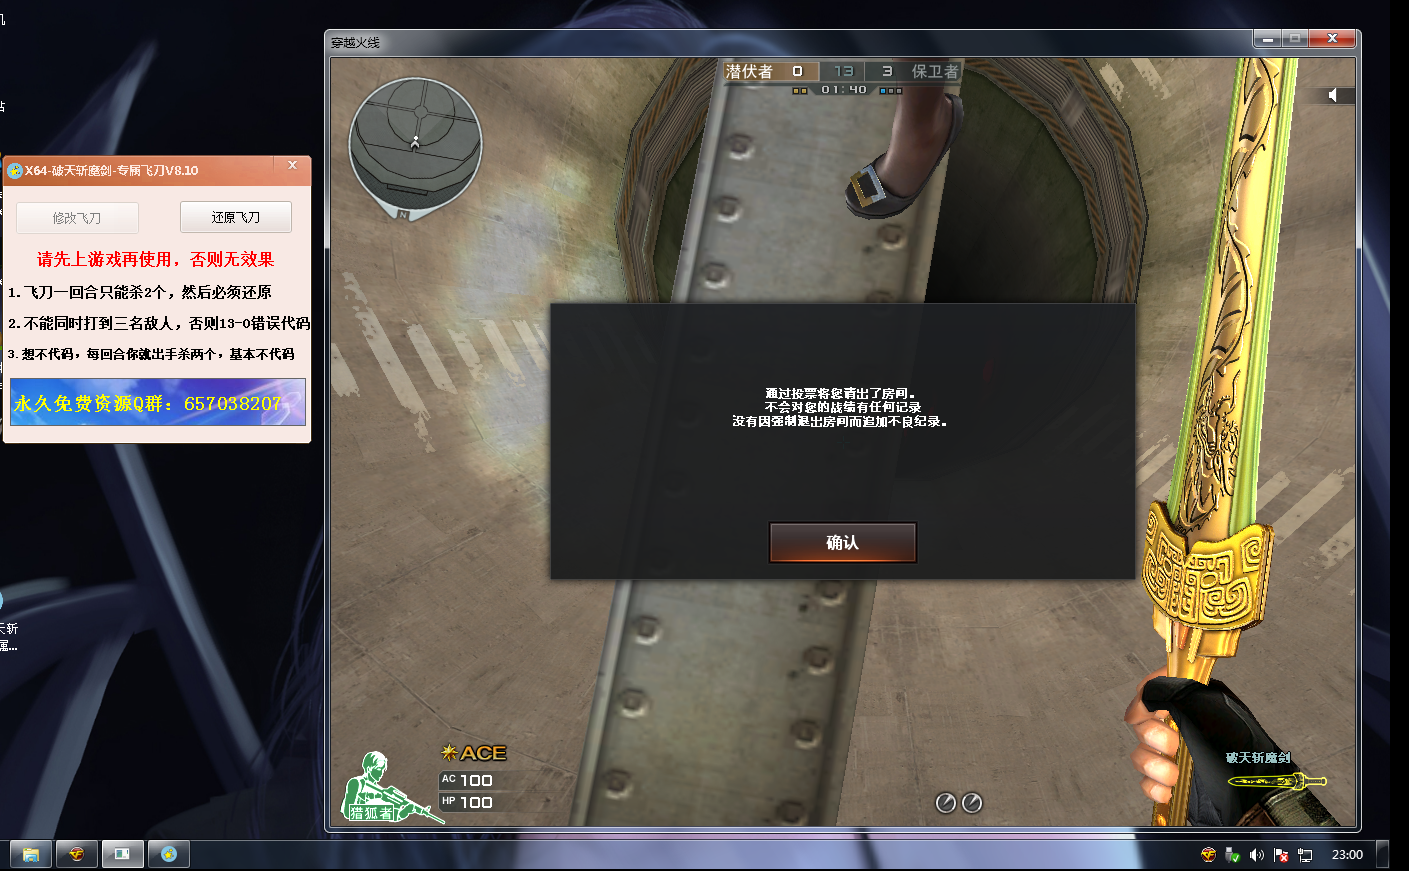 穿越火线
潜伏者 0 13 3 保卫者
01:40
N
X64-破天斩魔剑-专属飞刀V8.10
修改飞刀
还原飞刀
请先上游戏再使用，否则无效果
1.飞刀一回合只能杀2个，然后必须还原
2.不能同时打到三名敌人，否则13-0错误代码
3.想不代码，每回合你就出手杀两个，基本不代码
永久免费资源Q群：657038207
通过投票将您请出了房间。
不会对您的战绩有任何记录
没有因强制退出房间而追加不良纪录。
确认
天斩
属...
ACE
AC 100
HP 100
猎狐者
破天斩魔剑
23:00